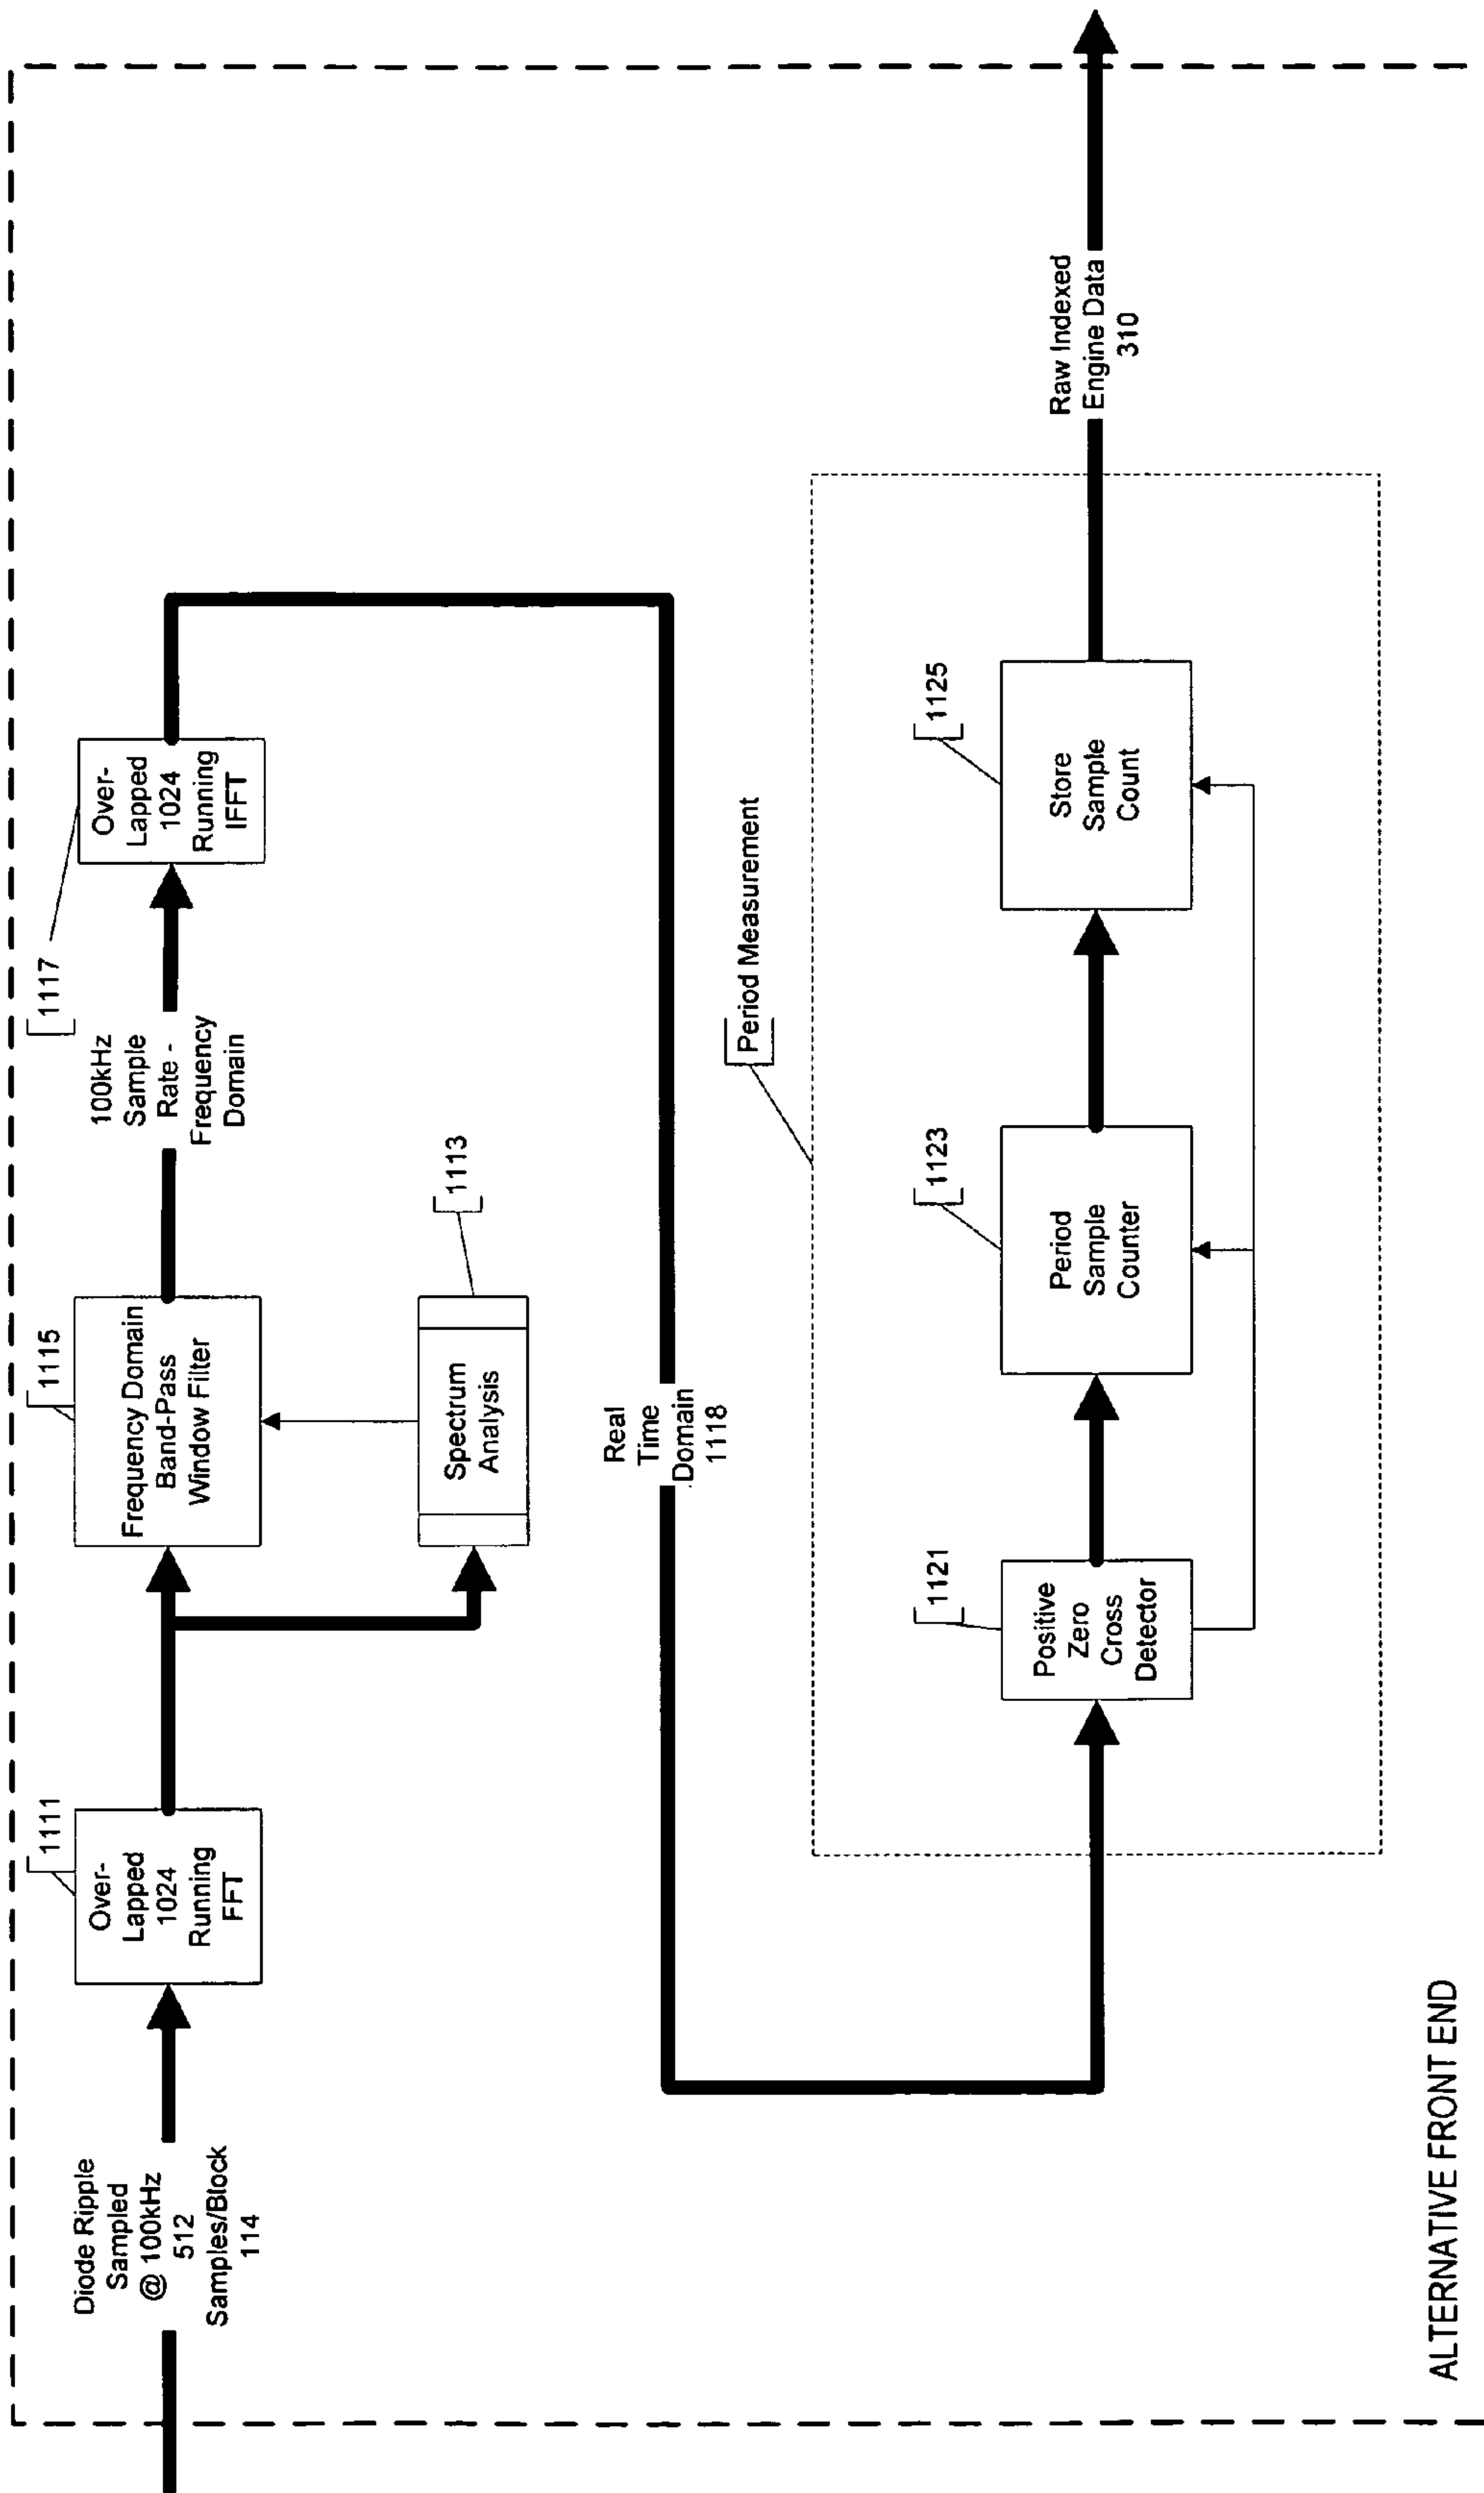 Diode Ripple
Sampled
@ 100kHz
512
Samples/Block
114
1111
Over-
Lapped
1024
Running
FFT
1115
Frequency Domain
Band-Pass
Window Filter
1113
Spectrum
Analysis
100kHz
Sample
Rate -
Frequency
Domain
1117
Over-
Lapped
1024
Running
IFFT
Real
Time
Domain
1118
Period Measurement
1121
Positive
Zero
Cross
Detector
1123
Period
Sample
Counter
1125
Store
Sample
Count
Raw Indexed
Engine Data
310
ALTERNATIVE FRONT END